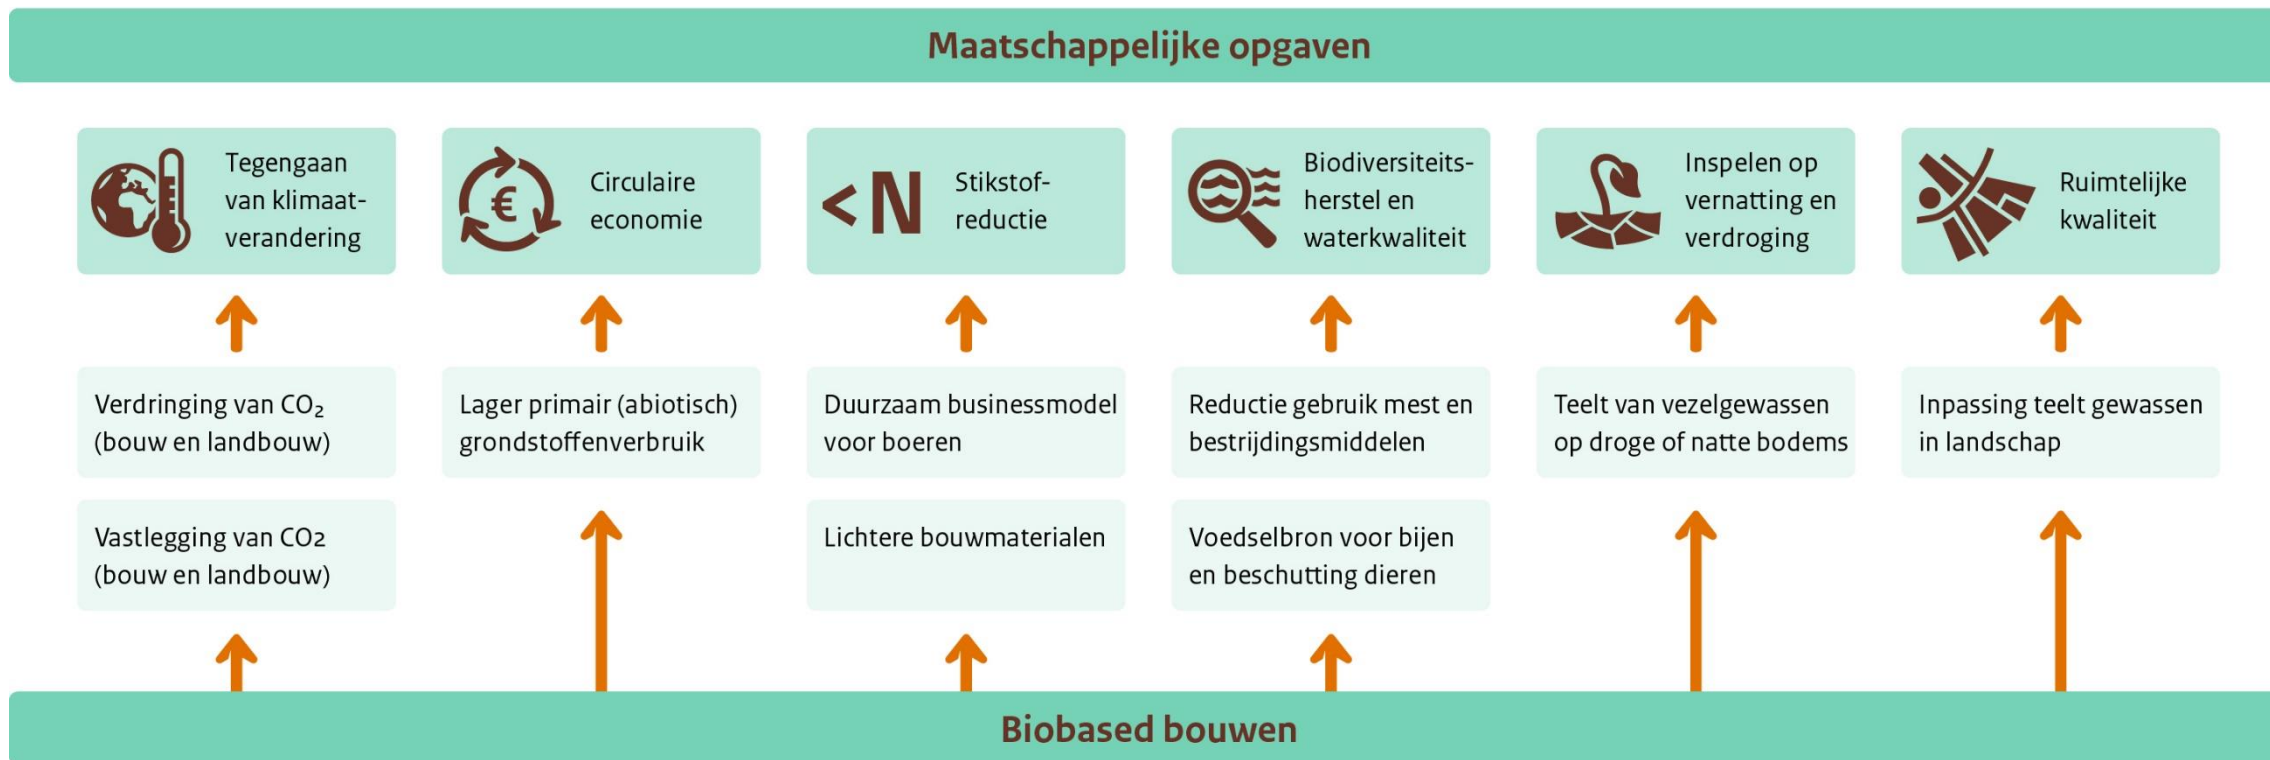 Maatschappelijke opgaven
Tegengaan
van klimaat-
verandering
€
Circulaire
economie
<N
Stikstof-
reductie
Biodiversiteits-
herstel en
waterkwaliteit
Inspelen op
vernatting en
verdroging
Ruimtelijke
kwaliteit
Verdringing van CO₂
(bouw en landbouw)
Lager primair (abiotisch)
grondstoffenverbruik
Duurzaam businessmodel
voor boeren
Reductie gebruik mest en
bestrijdingsmiddelen
Teelt van vezelgewassen
op droge of natte bodems
Inpassing teelt gewassen
in landschap
Vastlegging van CO2
(bouw en landbouw)
Lichtere bouwmaterialen
Voedselbron voor bijen
en beschutting dieren
Biobased bouwen